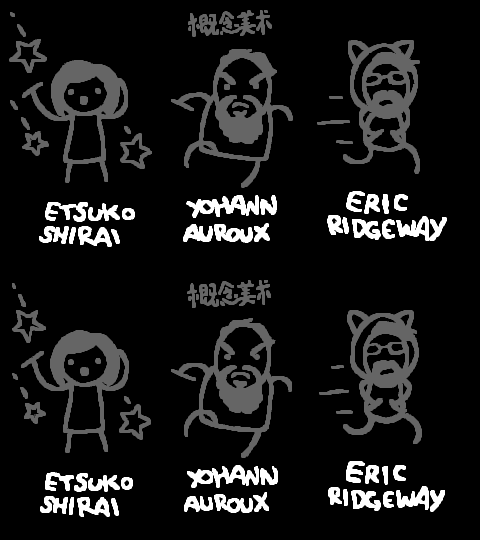 概念美术
ETSUKO
SHIRAI
YOHANN
AUROUX
ERIC
RIDGEWAY
概念美术
ETSUKO
SHIRAI
YOHANN
AUROUX
ERIC
RIDGEWAY